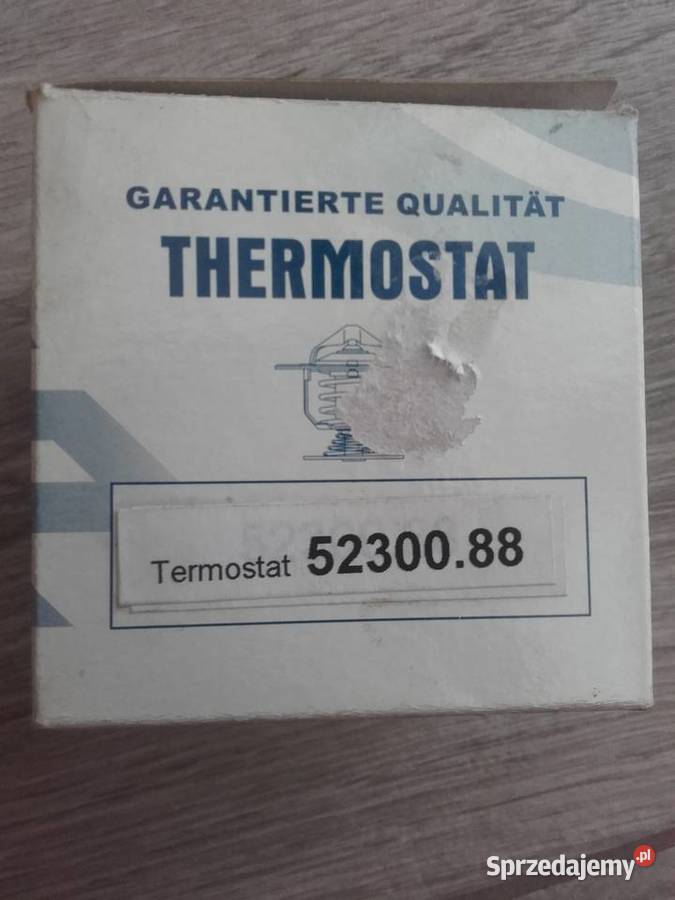 GARANTIERTE QUALITÄT
THERMOSTAT
Termostat 52300.88
Sprzedajemy.pl